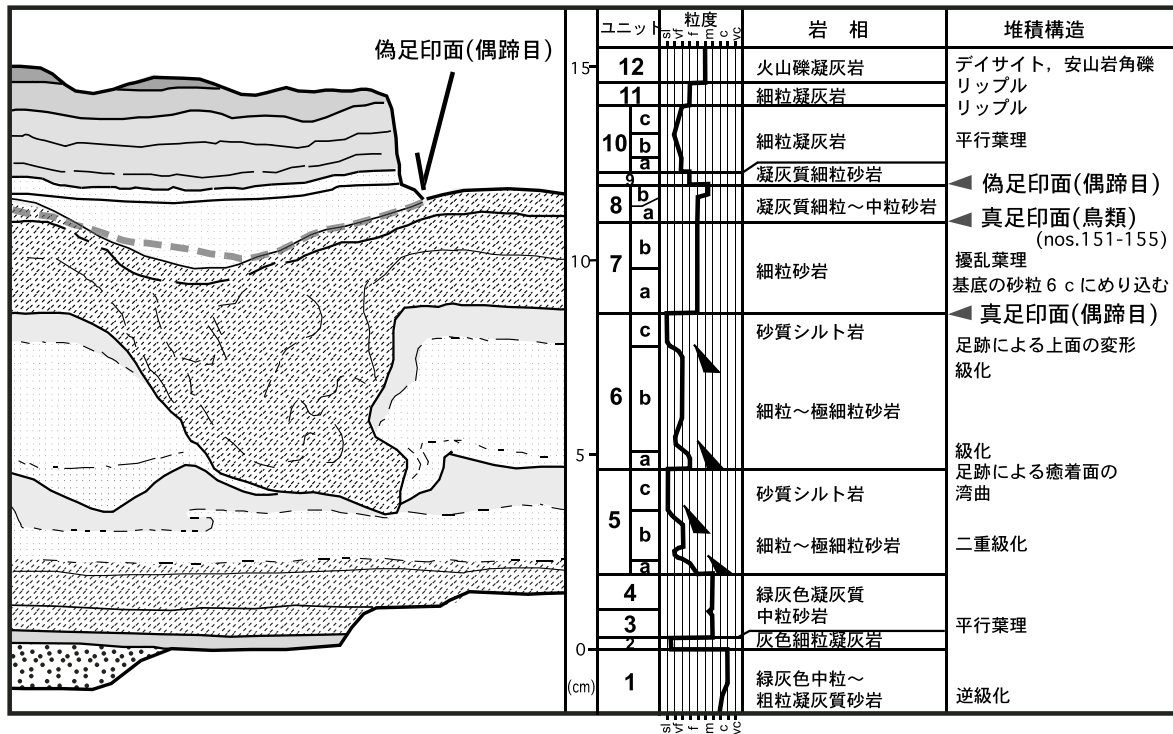 偽足印面(偶蹄目)
ユニット 粒度 岩 相 堆積構造
sl vf f m c vc
15
10
5
0
(cm)
12 火山礫凝灰岩 デイサイト，安山岩角礫
11 細粒凝灰岩 リップル
リップル
10 c b a 細粒凝灰岩 平行葉理
9 凝灰質細粒砂岩
偽足印面(偶蹄目)
8 b a 凝灰質細粒～中粒砂岩
真足印面(鳥類)
(nos.151-155)
7 b a 細粒砂岩 擾乱葉理
基底の砂粒６ｃにめり込む
真足印面(偶蹄目)
6 c 砂質シルト岩
足跡による上面の変形
級化
b 細粒～極細粒砂岩
a 級化
足跡による癒着面の
湾曲
5 c 砂質シルト岩
b 細粒～極細粒砂岩 二重級化
a
4 緑灰色凝灰質
中粒砂岩
3 平行葉理
2 灰色細粒凝灰岩
1 緑灰色中粒～
粗粒凝灰質砂岩 逆級化
sl vf f m c vc